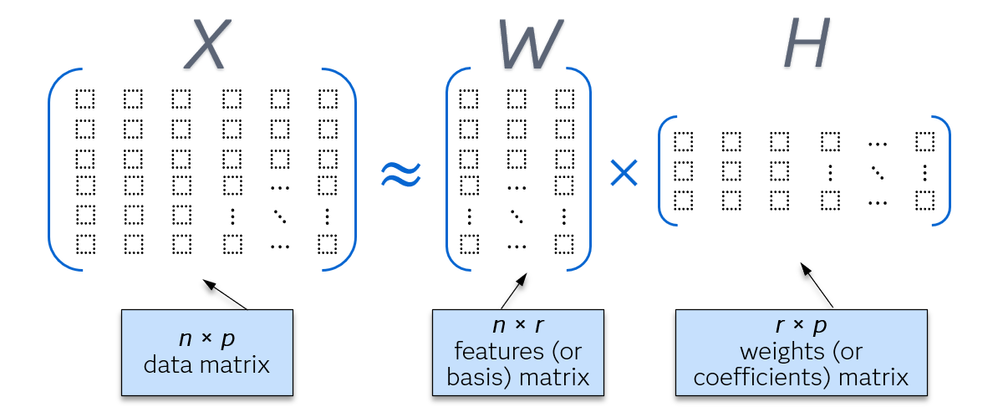 X ≈ W × H
n × p
data matrix
n × r
features (or
basis) matrix
r × p
weights (or
coefficients) matrix